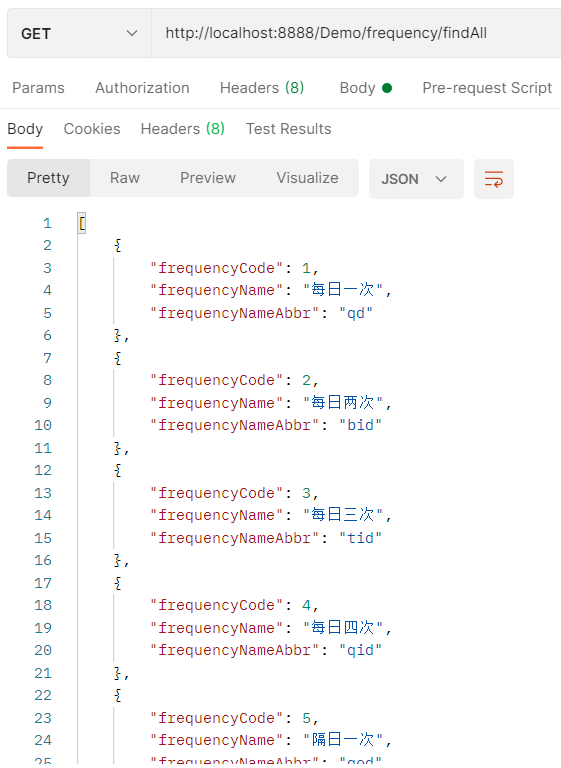 GET http://localhost:8888/Demo/frequency/findAll
Params Authorization Headers (8) Body Pre-request Script
Body Cookies Headers (8) Test Results
Pretty Raw Preview Visualize JSON
1 [
2 {
3 "frequencyCode": 1,
4 "frequencyName": "每日一次",
5 "frequencyNameAbbr": "qd"
6 },
7 {
8 "frequencyCode": 2,
9 "frequencyName": "每日两次",
10 "frequencyNameAbbr": "bid"
11 },
12 {
13 "frequencyCode": 3,
14 "frequencyName": "每日三次",
15 "frequencyNameAbbr": "tid"
16 },
17 {
18 "frequencyCode": 4,
19 "frequencyName": "每日四次",
20 "frequencyNameAbbr": "qid"
21 },
22 {
23 "frequencyCode": 5,
24 "frequencyName": "隔日一次",
25 "frequencyNameAbbr": "qod"